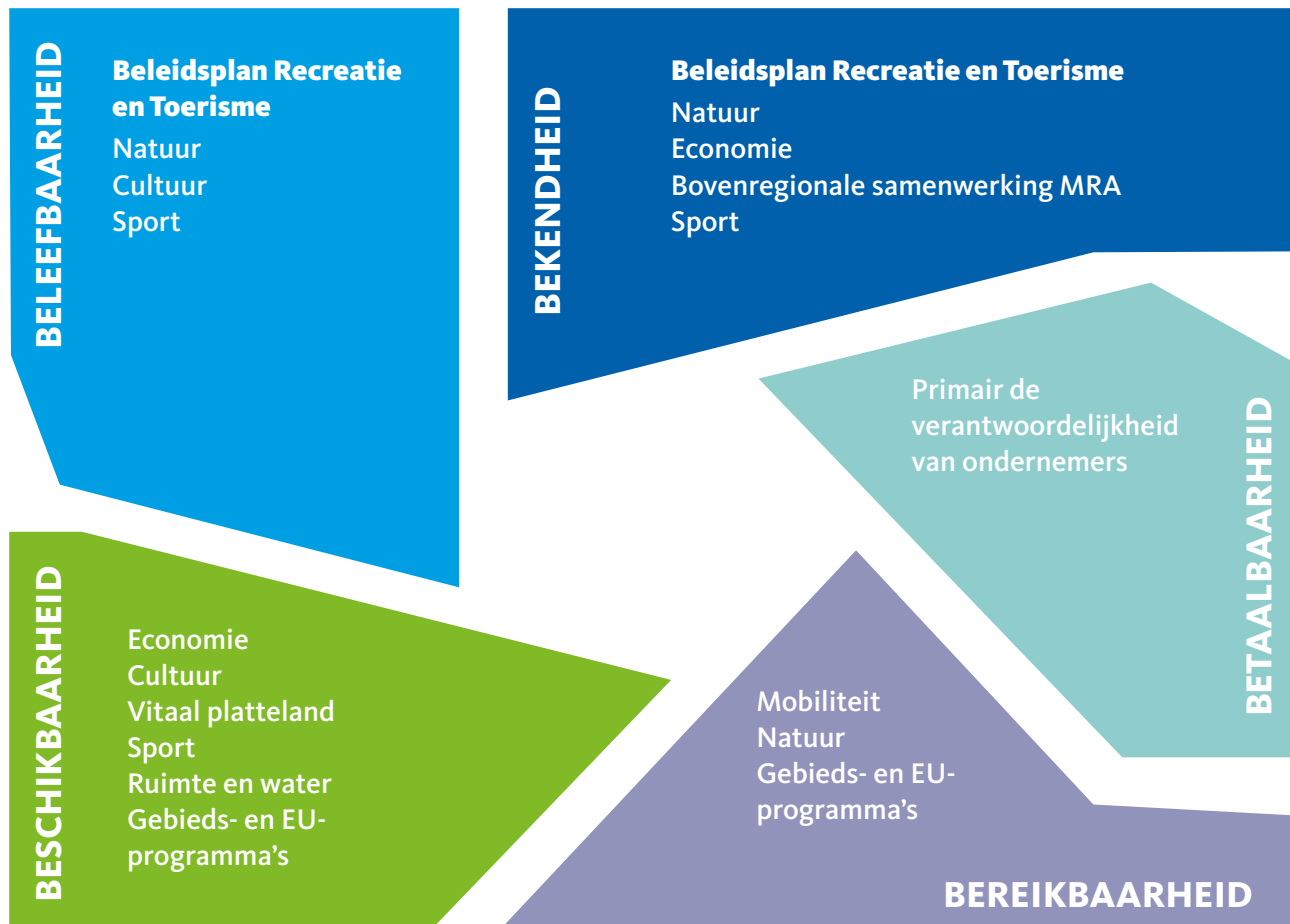 BELEEFBAARHEID
Beleidsplan Recreatie
en Toerisme
Natuur
Cultuur
Sport
BEKENDHEID
Beleidsplan Recreatie en Toerisme
Natuur
Economie
Bovenregionale samenwerking MRA
Sport
Primair de
verantwoordelijkheid
van ondernemers
BETAALBAARHEID
BESCHIKBAARHEID
Economie
Cultuur
Vitaal platteland
Sport
Ruimte en water
Gebieds- en EU-
programma’s
Mobiliteit
Natuur
Gebieds- en EU-
programma’s
BEREIKBAARHEID